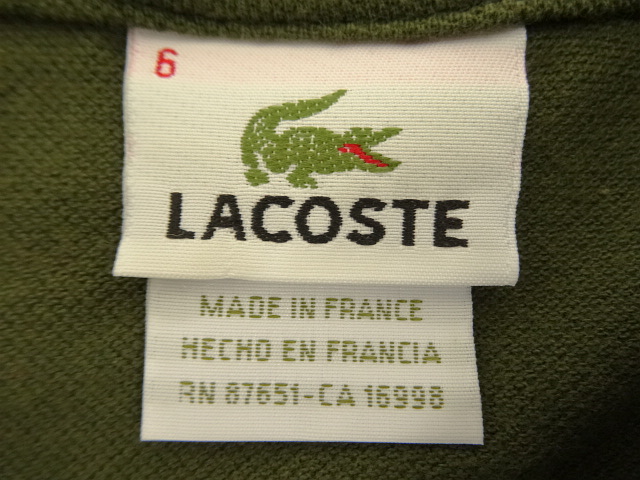 6
LACOSTE
MADE IN FRANCE
HECHO EN FRANCIA
RN 87651-CA 16998